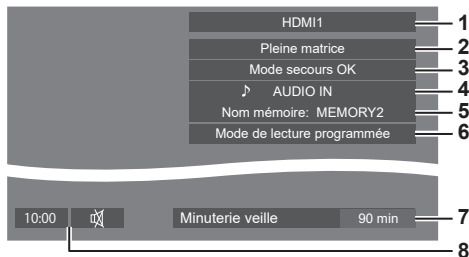 HDMI1 1
Pleine matrice 2
Mode secours OK 3
♪ AUDIO IN 4
Nom mémoire: MEMORY2 5
Mode de lecture programmée 6
10:00 Minuterie veille 90 min 7
8